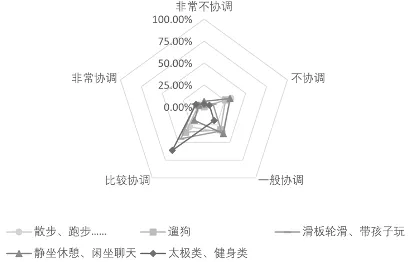 非常不协调
100.00%
75.00%
50.00%
25.00%
0.00%
非常协调
不协调
比较协调
一般协调
散步、跑步…… 遛狗 滑板轮滑、带孩子玩
静坐休憩、闲坐聊天 太极类、健身类